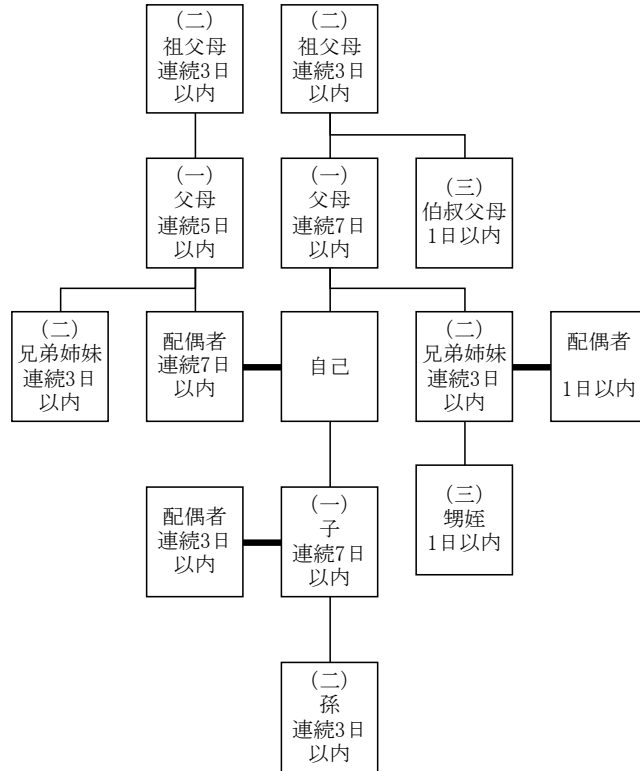 (二)
祖父母
連続3日
以内
(二)
祖父母
連続3日
以内
(一)
父母
連続5日
以内
(一)
父母
連続7日
以内
(三)
伯叔父母
1日以内
(二)
兄弟姉妹
連続3日
以内
配偶者
連続7日
以内
自己
(二)
兄弟姉妹
連続3日
以内
配偶者
1日以内
配偶者
連続3日
以内
(一)
子
連続7日
以内
(三)
甥姪
1日以内
(二)
孫
連続3日
以内